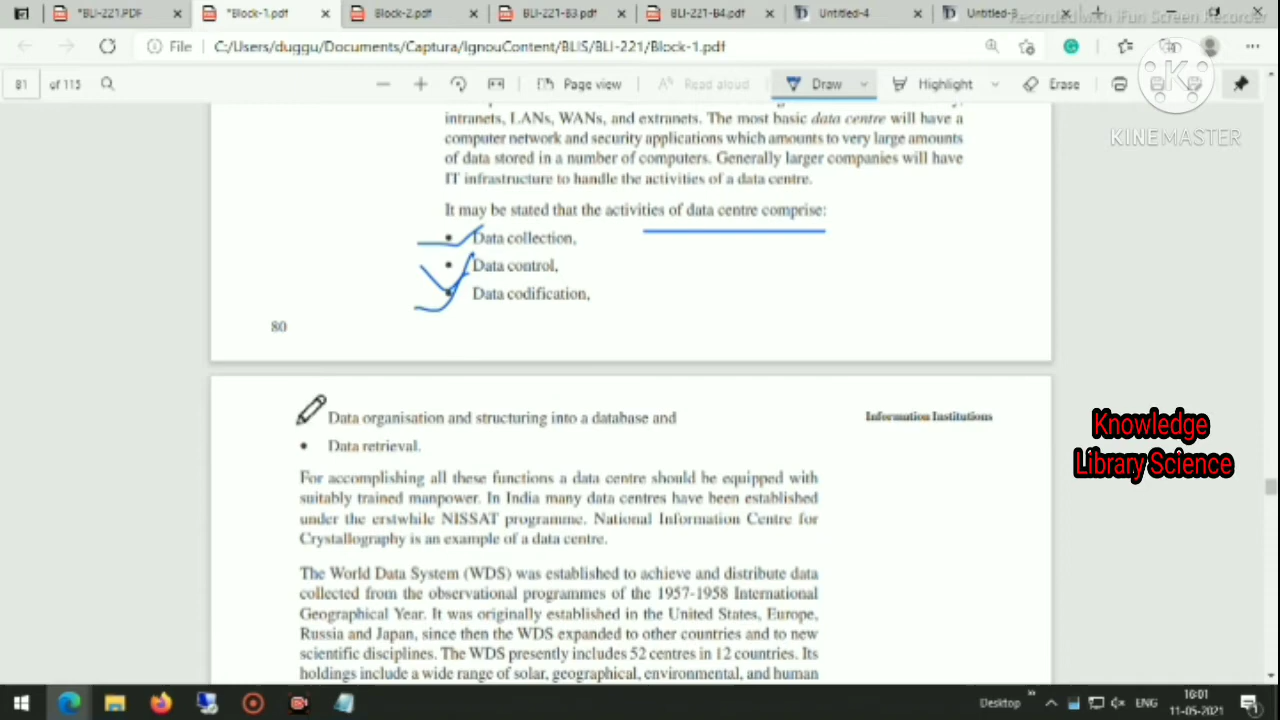 *BLI-221.PDF
*Block-1.pdf
Block-2.pdf
BLI-221-B3.pdf
BLI-221-B4.pdf
Untitled-4
Recorded with iFun Screen Recorder
File
C:/Users/duggu/Documents/Captura/IgnouContent/BLIS/BLI-221/Block-1.pdf
81 of 115
Page view
Read aloud
Draw
Highlight
Erase
K
KINEMASTER
intranets, LANs, WANs, and extranets. The most basic data centre will have a
computer network and security applications which amounts to very large amounts
of data stored in a number of computers. Generally larger companies will have
IT infrastructure to handle the activities of a data centre.
It may be stated that the activities of data centre comprise:
• Data collection,
• Data control,
• Data codification,
80
Data organisation and structuring into a database and
Information Institutions
• Data retrieval.
For accomplishing all these functions a data centre should be equipped with
suitably trained manpower. In India many data centres have been established
under the erstwhile NISSAT programme. National Information Centre for
Crystallography is an example of a data centre.
The World Data System (WDS) was established to achieve and distribute data
collected from the observational programmes of the 1957-1958 International
Geographical Year. It was originally established in the United States, Europe,
Russia and Japan, since then the WDS expanded to other countries and to new
scientific disciplines. The WDS presently includes 52 centres in 12 countries. Its
holdings include a wide range of solar, geographical, environmental, and human
Knowledge
Library Science
Desktop
ENG
16:01
11-05-2021